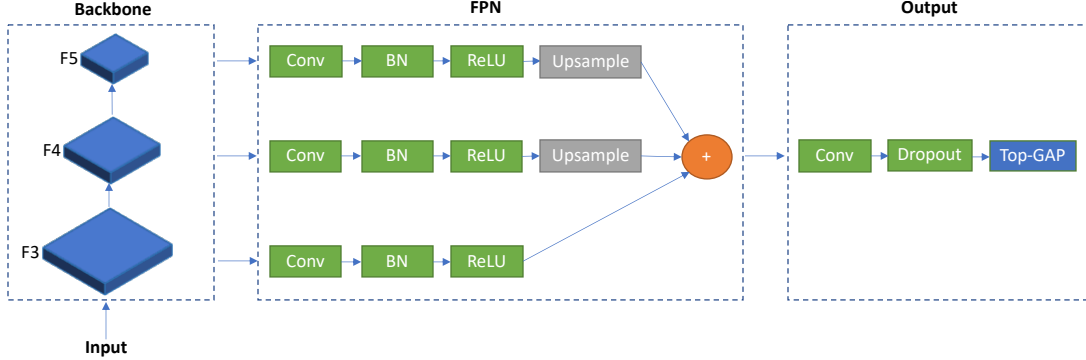 Backbone
FPN
Output
F5
Conv
BN
ReLU
Upsample
F4
Conv
BN
ReLU
Upsample
+
Conv
Dropout
Top-GAP
F3
Conv
BN
ReLU
Input